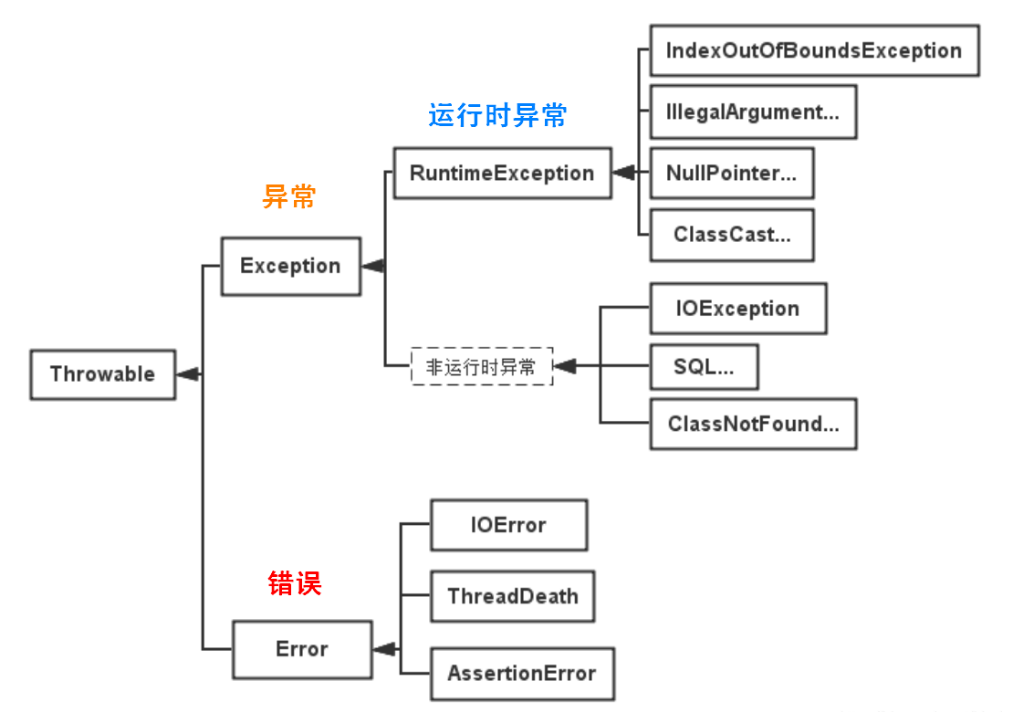 IndexOutOfBoundsException
IllegalArgument...
运行时异常
RuntimeException
NullPointer...
异常
ClassCast...
Exception
IOException
非运行时异常
Throwable
SQL...
ClassNotFound...
IOError
错误
ThreadDeath
Error
AssertionError